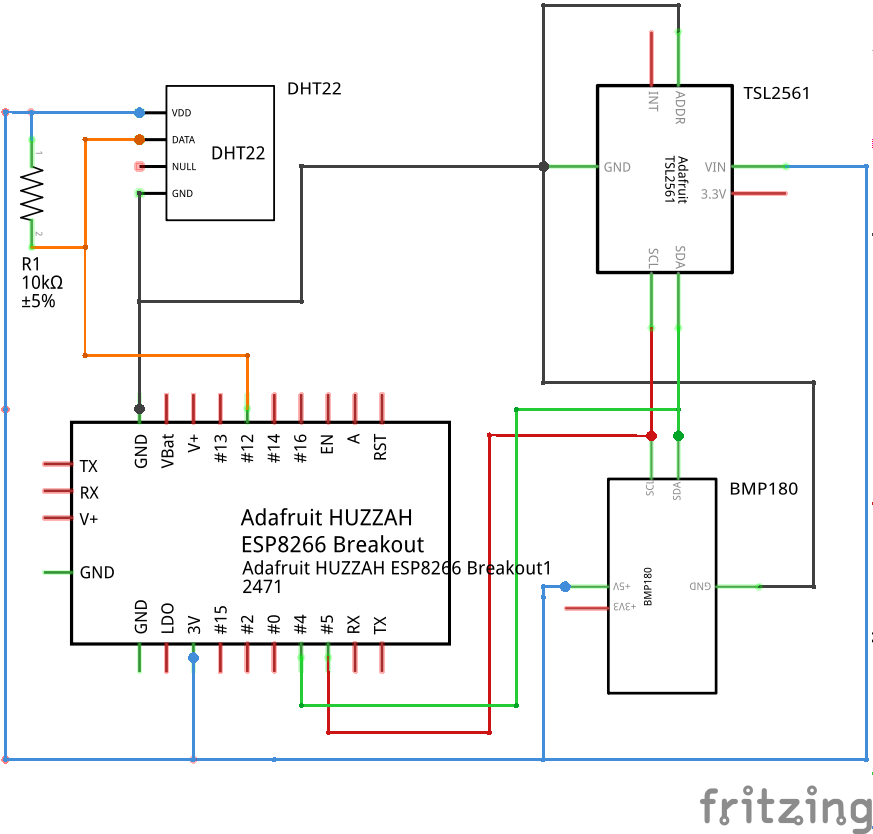 DHT22
VDD
DATA
NULL
GND
DHT22
1
2
R1
10kΩ
±5%
TSL2561
INT
ADDR
GND
VIN
3.3V
Adafruit
TSL2561
SCL
SDA
GND
VBat
V+
#13
#12
#14
#16
EN
A
RST
TX
RX
V+
GND
Adafruit HUZZAH
ESP8266 Breakout
Adafruit HUZZAH ESP8266 Breakout1
2471
GND
LDO
3V
#15
#2
#0
#4
#5
RX
TX
BMP180
SCL
SDA
+5V
+3V3
BMP180
GND
fritzing